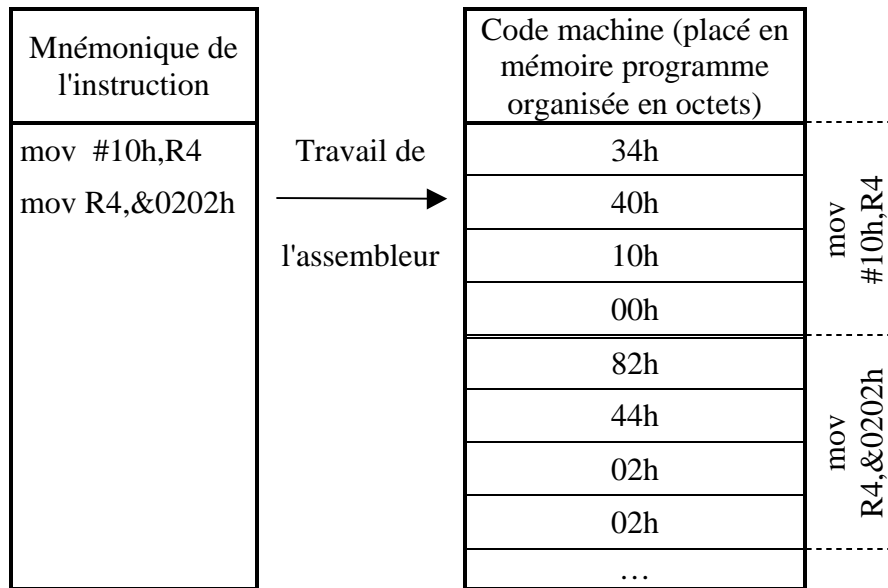 Mnémonique de
l'instruction
mov #10h,R4
mov R4,&0202h
Travail de
l'assembleur
Code machine (placé en
mémoire programme
organisée en octets)
34h
40h
10h
00h
82h
44h
02h
02h
…
mov
#10h,R4
mov
R4,&0202h